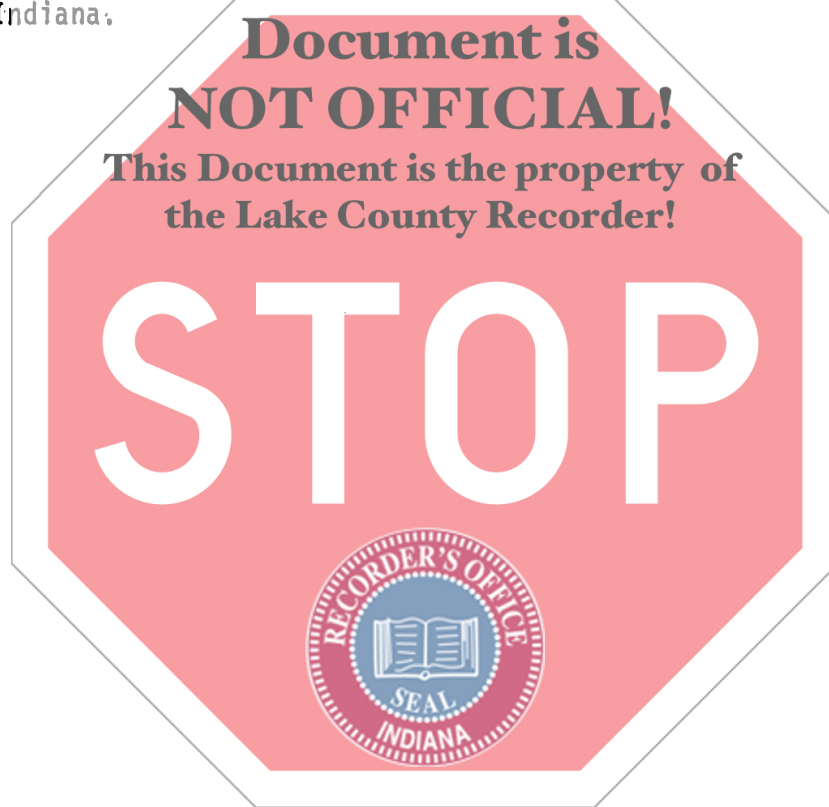 Indiana.
Document is
NOT OFFICIAL!
This Document is the property of
the Lake County Recorder!
STOP
RECORDER'S OFFICE
SEAL
INDIANA